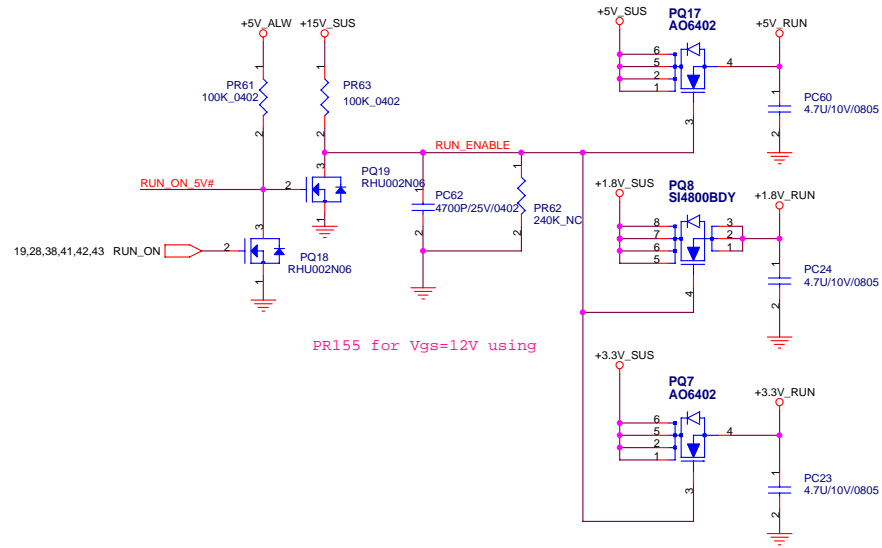 +5V_ALW
+15V_SUS
1
PR61
100K_0402
2
1
PR63
100K_0402
2
RUN_ON_5V#
2
3
PQ19
RHU002N06
1
19,28,38,41,42,43 RUN_ON
2
3
PQ18
RHU002N06
1
RUN_ENABLE
1
PC62
4700P/25V/0402
2
1
PR62
240K_NC
2
PR155 for Vgs=12V using
+5V_SUS
PQ17
AO6402
6
5
2
1
4
3
+5V_RUN
1
PC60
4.7U/10V/0805
2
+1.8V_SUS
PQ8
SI4800BDY
8
7
6
5
3
2
1
4
+1.8V_RUN
1
PC24
4.7U/10V/0805
2
+3.3V_SUS
PQ7
AO6402
6
5
2
1
4
3
+3.3V_RUN
1
PC23
4.7U/10V/0805
2